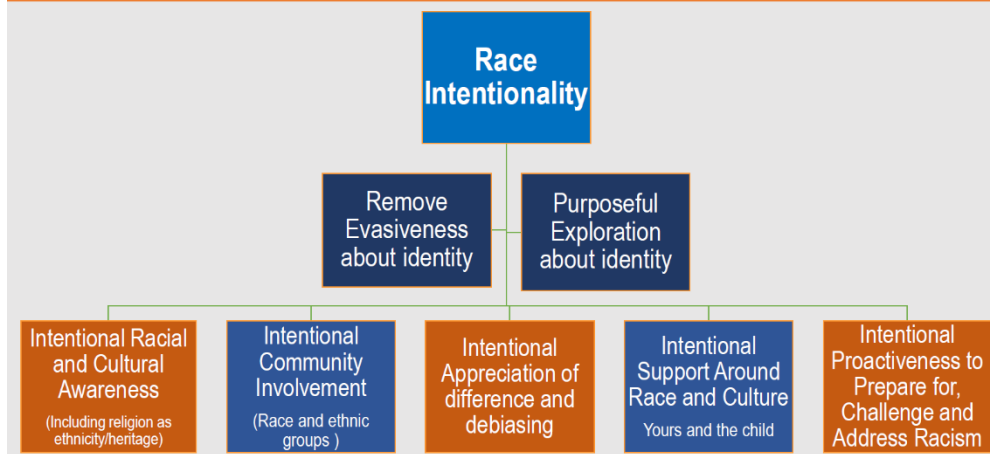 Race
Intentionality
Remove
Evasiveness
about identity
Purposeful
Exploration
about identity
Intentional Racial
and Cultural
Awareness
(Including religion as
ethnicity/heritage)
Intentional
Community
Involvement
(Race and ethnic
groups )
Intentional
Appreciation of
difference and
debiasing
Intentional
Support Around
Race and Culture
Yours and the child
Intentional
Proactiveness to
Prepare for,
Challenge and
Address Racism